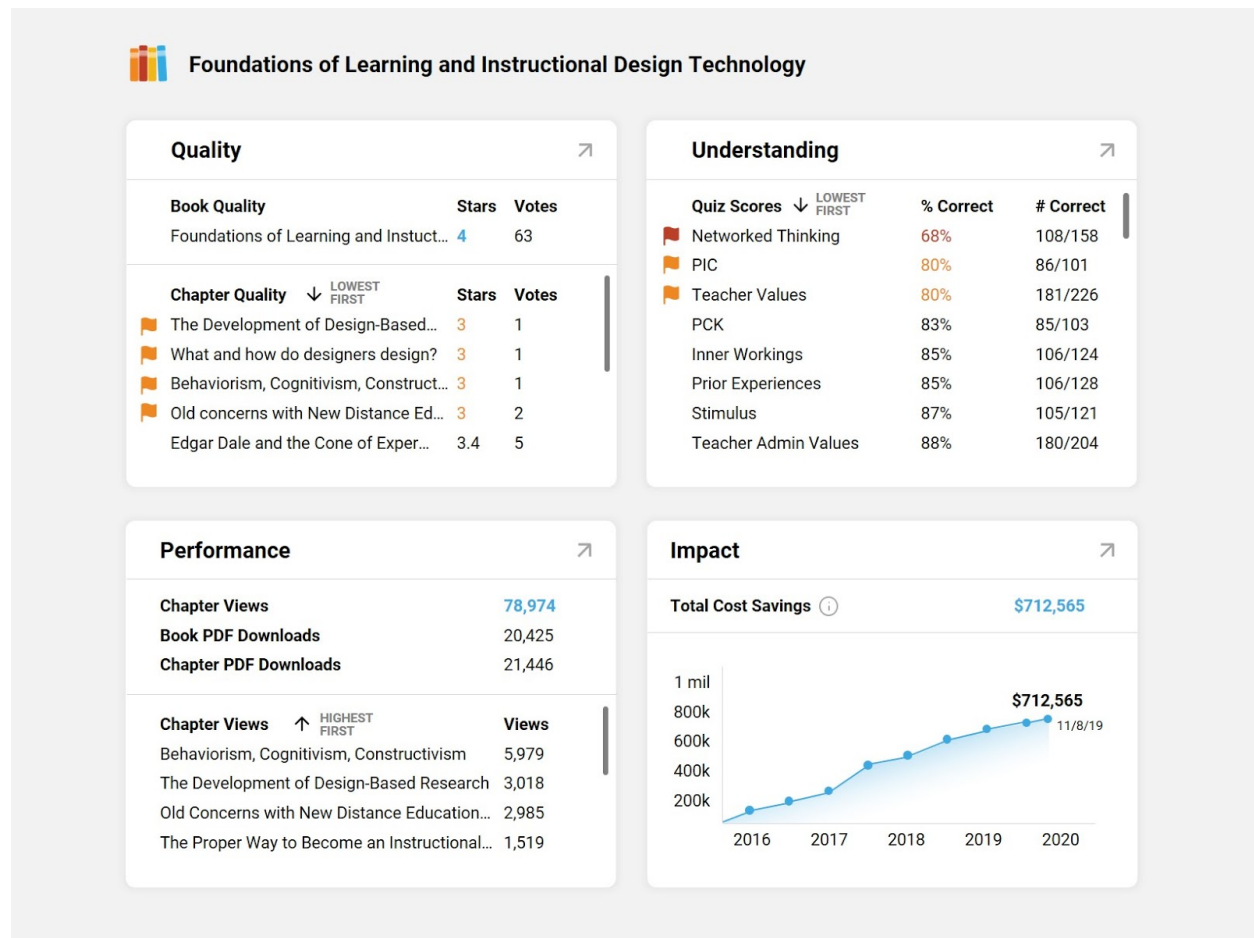 Foundations of Learning and Instructional Design Technology
Quality
Book Quality Stars Votes
Foundations of Learning and Instuct... 4 63
Chapter Quality LOWEST FIRST Stars Votes
The Development of Design-Based... 3 1
What and how do designers design? 3 1
Behaviorism, Cognitivism, Construct... 3 1
Old concerns with New Distance Ed... 3 2
Edgar Dale and the Cone of Exper... 3.4 5
Understanding
Quiz Scores LOWEST FIRST % Correct # Correct
Networked Thinking 68% 108/158
PIC 80% 86/101
Teacher Values 80% 181/226
PCK 83% 85/103
Inner Workings 85% 106/124
Prior Experiences 85% 106/128
Stimulus 87% 105/121
Teacher Admin Values 88% 180/204
Performance
Chapter Views 78,974
Book PDF Downloads 20,425
Chapter PDF Downloads 21,446
Chapter Views HIGHEST FIRST Views
Behaviorism, Cognitivism, Constructivism 5,979
The Development of Design-Based Research 3,018
Old Concerns with New Distance Education... 2,985
The Proper Way to Become an Instructional... 1,519
Impact
Total Cost Savings $712,565
1 mil
800k
600k
400k
200k
$712,565
11/8/19
2016 2017 2018 2019 2020